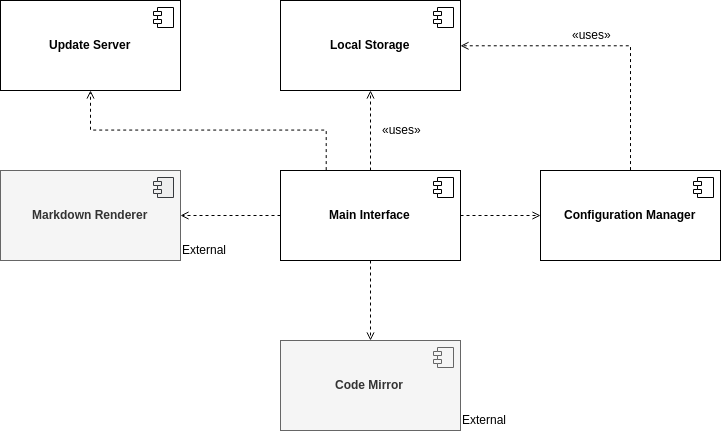 Update Server
Local Storage
«uses»
«uses»
Markdown Renderer
Main Interface
Configuration Manager
External
Code Mirror
External